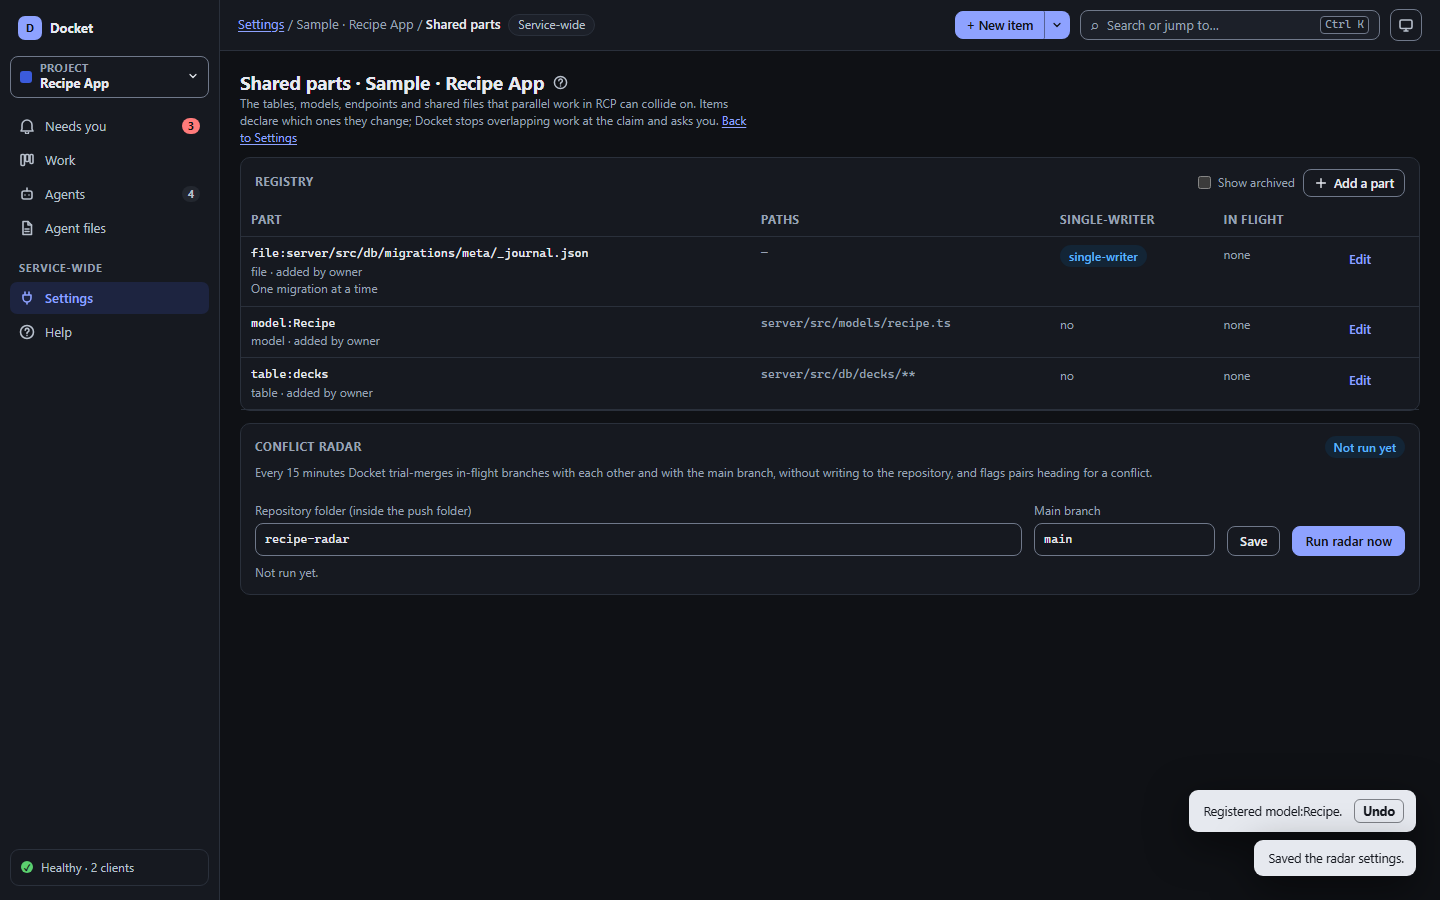 D Docket
PROJECT
Recipe App
Needs you 3
Work
Agents 4
Agent files
SERVICE-WIDE
Settings
Help
Healthy · 2 clients
Settings / Sample · Recipe App / Shared parts Service-wide
+ New item
Search or jump to... Ctrl K
Shared parts · Sample · Recipe App
The tables, models, endpoints and shared files that parallel work in RCP can collide on. Items
declare which ones they change; Docket stops overlapping work at the claim and asks you. Back
to Settings
REGISTRY
Show archived
+ Add a part
PART PATHS SINGLE-WRITER IN FLIGHT
file:server/src/db/migrations/meta/_journal.json — single-writer none Edit
file · added by owner
One migration at a time
model:Recipe server/src/models/recipe.ts no none Edit
model · added by owner
table:decks server/src/db/decks/** no none Edit
table · added by owner
CONFLICT RADAR
Not run yet
Every 15 minutes Docket trial-merges in-flight branches with each other and with the main branch, without writing to the repository, and flags pairs heading for a conflict.
Repository folder (inside the push folder) Main branch
recipe-radar main Save Run radar now
Not run yet.
Registered model:Recipe. Undo
Saved the radar settings.